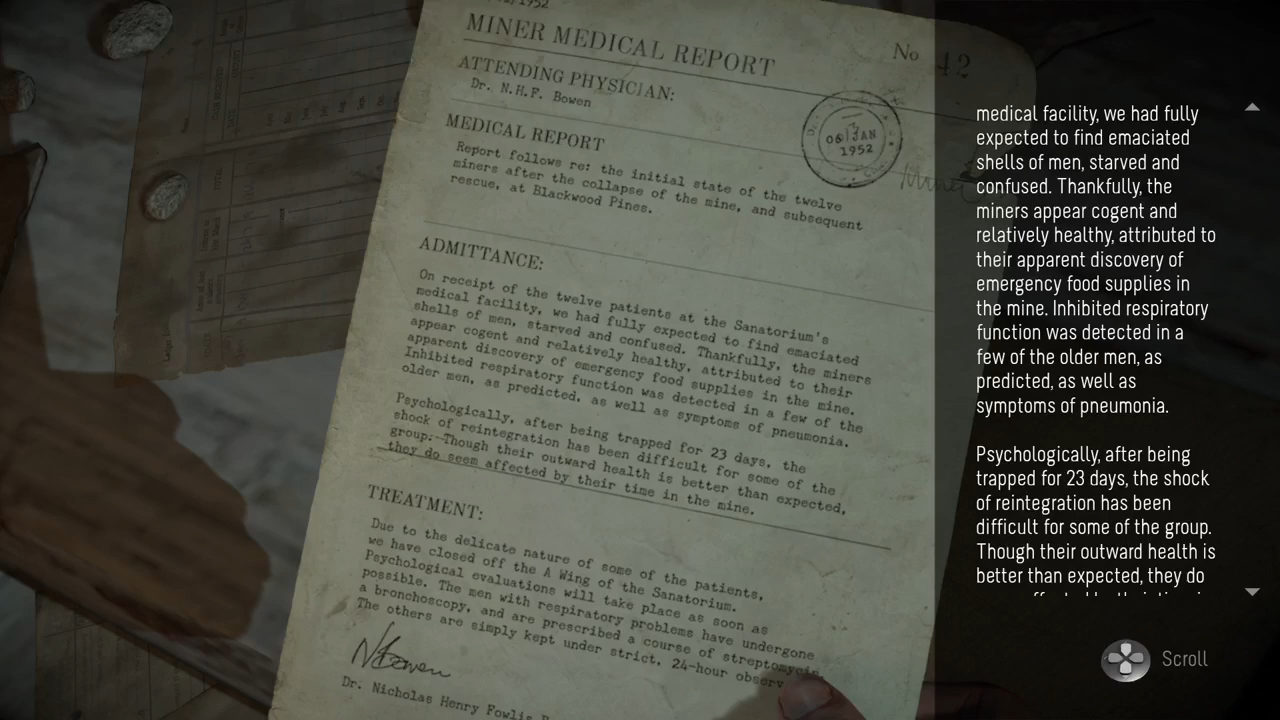 /1952
MINER MEDICAL REPORT
No 42
ATTENDING PHYSICIAN:
Dr. N.H.F. Bowen
06 JAN
1952
MEDICAL REPORT
Report follows re: the initial state of the twelve
miners after the collapse of the mine, and subsequent
rescue, at Blackwood Pines.
ADMITTANCE:
On receipt of the twelve patients at the Sanatorium's
medical facility, we had fully expected to find emaciated
shells of men, starved and confused. Thankfully, the miners
appear cogent and relatively healthy, attributed to their
apparent discovery of emergency food supplies in the mine.
Inhibited respiratory function was detected in a few of the
older men, as predicted, as well as symptoms of pneumonia.
Psychologically, after being trapped for 23 days, the
shock of reintegration has been difficult for some of the
group. Though their outward health is better than expected,
they do seem affected by their time in the mine.
TREATMENT:
Due to the delicate nature of some of the patients,
we have closed off the A Wing of the Sanatorium.
Psychological evaluations will take place as soon as
possible. The men with respiratory problems have undergone
a bronchoscopy, and are prescribed a course of streptomycin.
The others are simply kept under strict, 24-hour observ
NBowen
Dr. Nicholas Henry Fowlis B
medical facility, we had fully
expected to find emaciated
shells of men, starved and
confused. Thankfully, the
miners appear cogent and
relatively healthy, attributed to
their apparent discovery of
emergency food supplies in
the mine. Inhibited respiratory
function was detected in a
few of the older men, as
predicted, as well as
symptoms of pneumonia.
Psychologically, after being
trapped for 23 days, the shock
of reintegration has been
difficult for some of the group.
Though their outward health is
better than expected, they do
Scroll